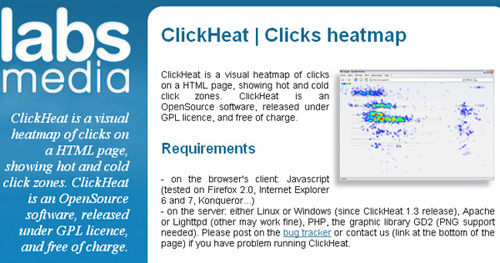 labs
media
ClickHeat is a visual
heatmap of clicks on
a HTML page,
showing hot and cold
click zones. ClickHeat
is an OpenSource
software, released
under GPL licence,
and free of charge.
ClickHeat | Clicks heatmap
ClickHeat is a visual heatmap of clicks
on a HTML page, showing hot and cold
click zones. ClickHeat is an
OpenSource software, released under
GPL licence, and free of charge.
Requirements
- on the browser's client: Javascript
(tested on Firefox 2.0, Internet Explorer
6 and 7, Konqueror...)
- on the server: either Linux or Windows (since ClickHeat 1.3 release), Apache
or Lighttpd (other may work fine), PHP, the graphic library GD2 (PNG support
needed). Please post on the bug tracker or contact us (link at the bottom of the
page) if you have problem running ClickHeat.